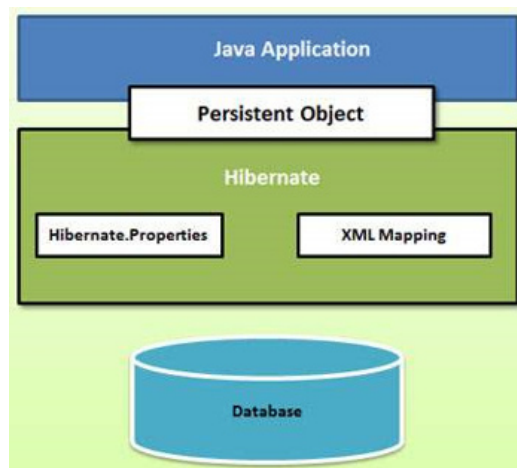 Java Application
Persistent Object
Hibernate
Hibernate.Properties
XML Mapping
Database